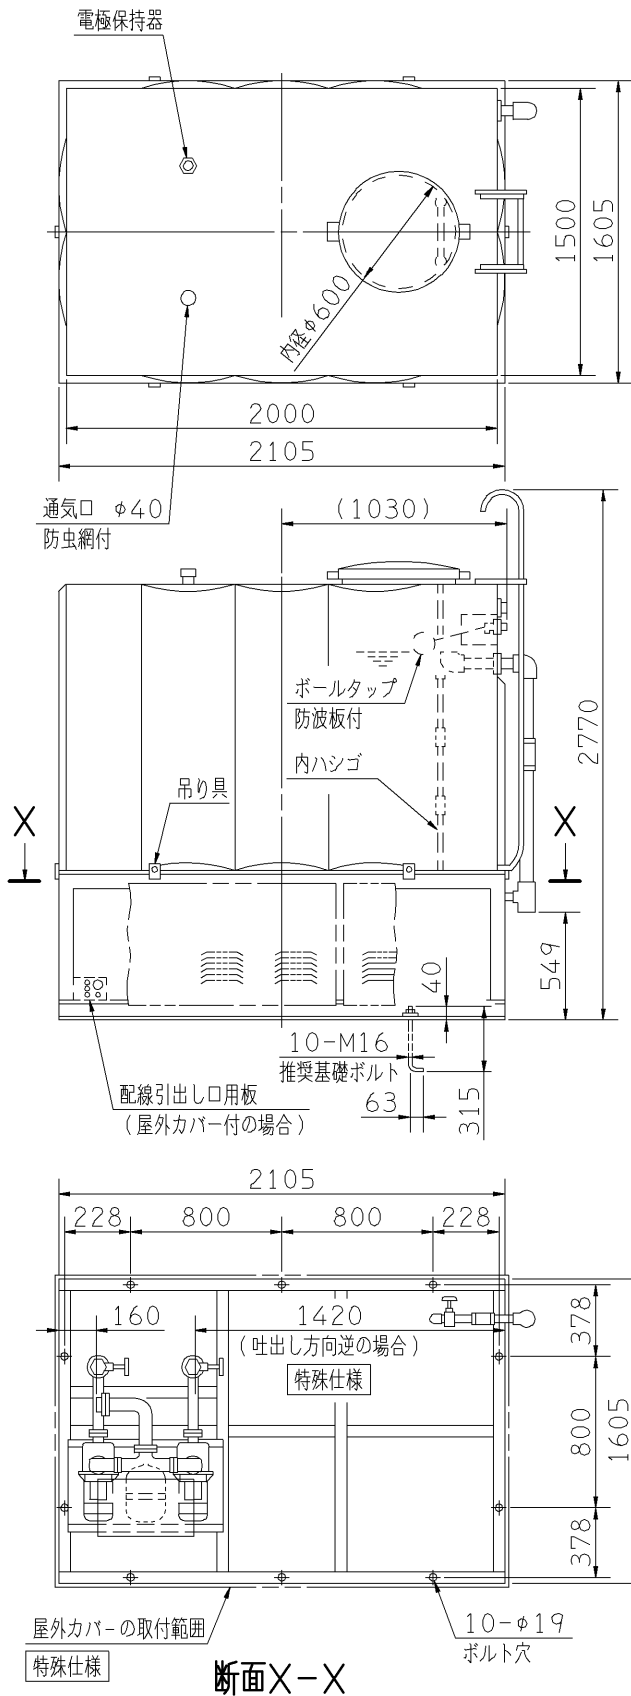 電極保持器
1500
1605
内径φ600
2000
2105
通気口 φ40
防虫網付
(1030)
ボールタップ
防波板付
内ハシゴ
吊り具
2770
X
X
549
40
10-M16
推奨基礎ボルト
63
315
配線引出し口用板
(屋外カバー付の場合)
2105
228
800
800
228
160
1420
(吐出し方向逆の場合)
特殊仕様
378
800
1605
378
屋外カバーの取付範囲
特殊仕様
10-φ19
ボルト穴
断面X-X